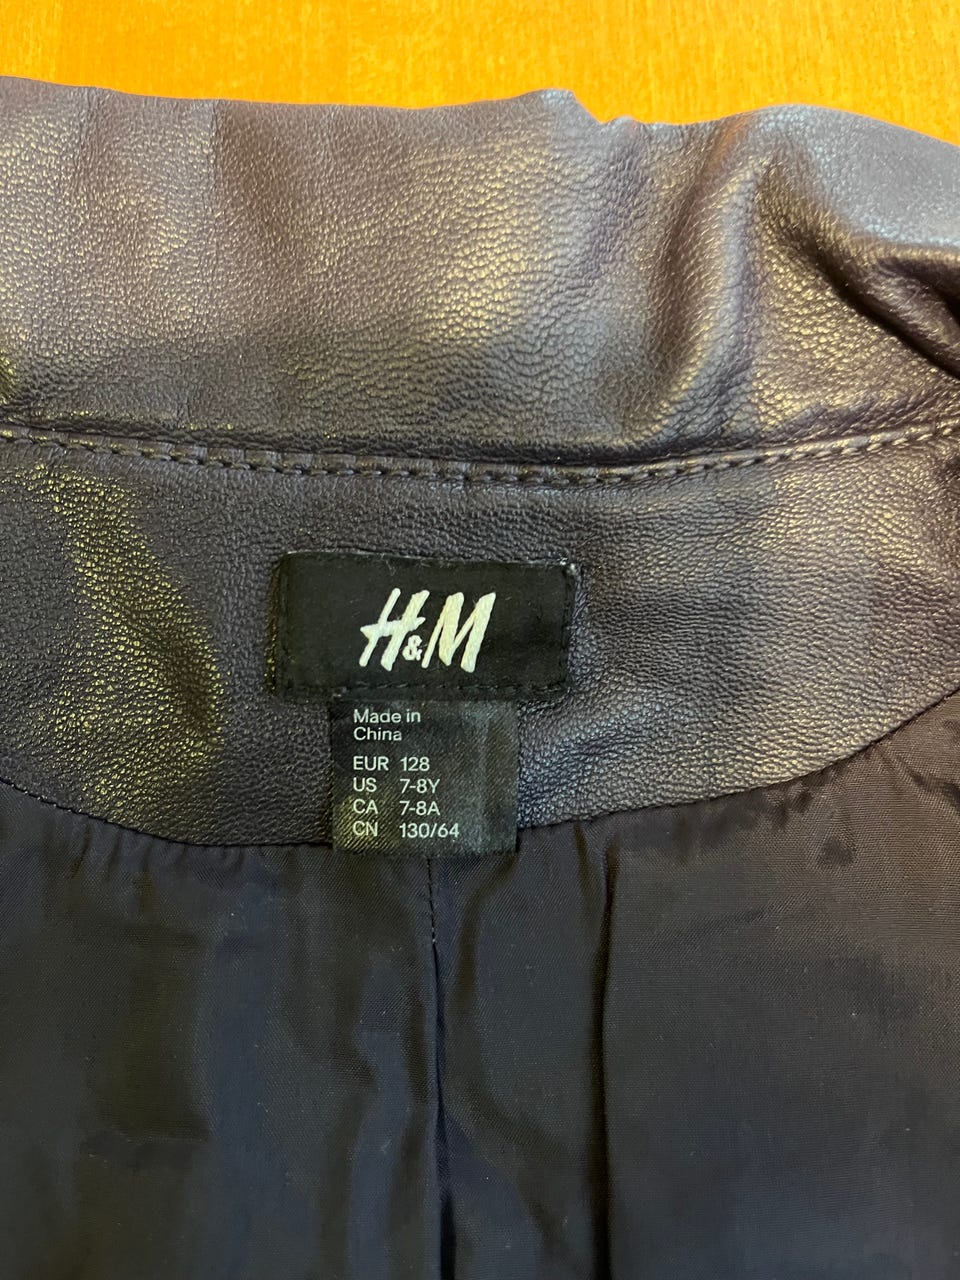 H&M
Made in
China
EUR 128
US 7-8Y
CA 7-8A
CN 130/64